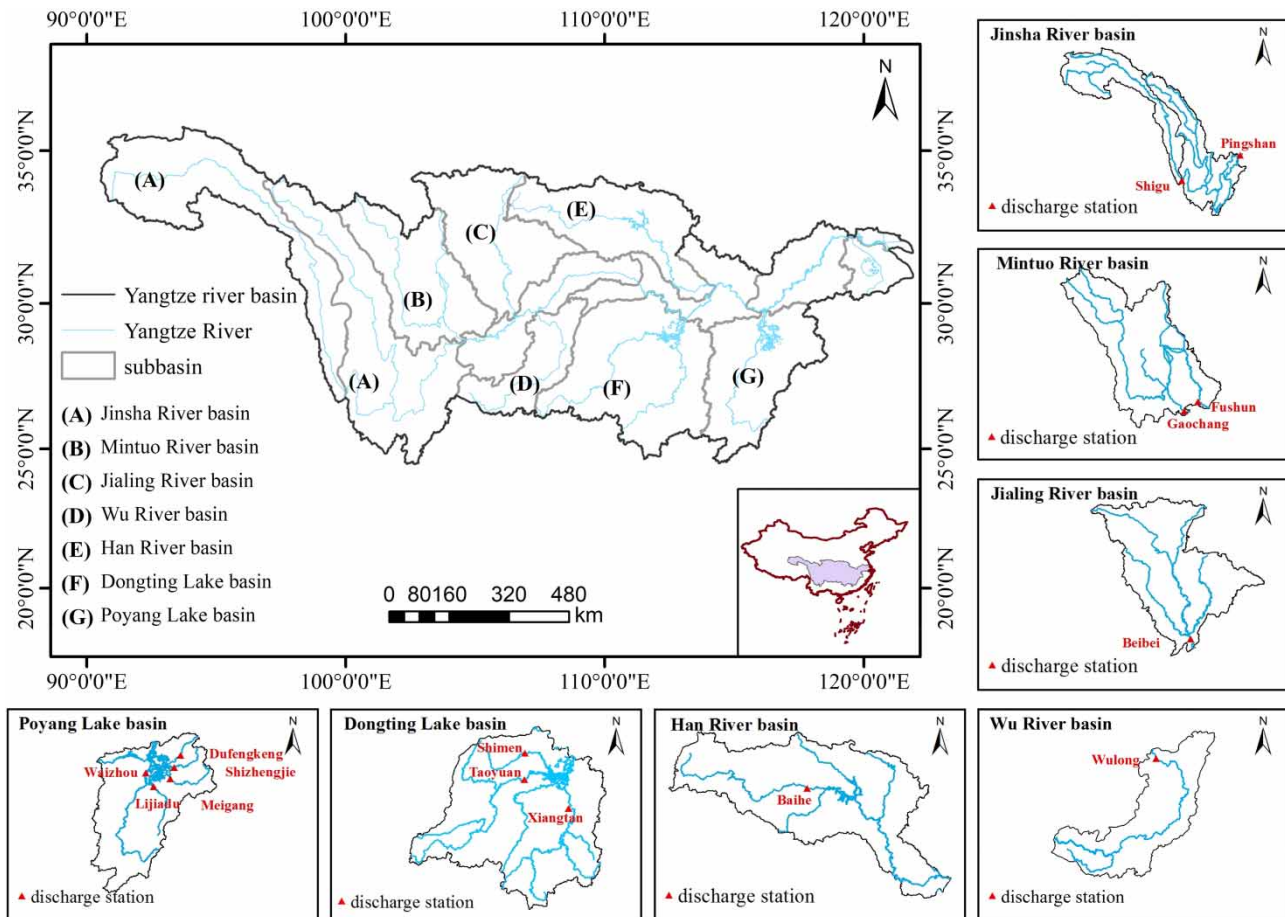 90°0'0"E 100°0'0"E 110°0'0"E 120°0'0"E
N
35°0'0"N
30°0'0"N
25°0'0"N
20°0'0"N
(A)
(B)
(C)
(E)
(A)
(D)
(F)
(G)
Yangtze river basin
Yangtze River
subbasin
(A) Jinsha River basin
(B) Mintuo River basin
(C) Jialing River basin
(D) Wu River basin
(E) Han River basin
(F) Dongting Lake basin
(G) Poyang Lake basin
0 80160 320 480
km
35°0'0"N
30°0'0"N
25°0'0"N
20°0'0"N
90°0'0"E 100°0'0"E 110°0'0"E 120°0'0"E
Jinsha River basin
N
Pingshan
Shigu
discharge station
Mintuo River basin
N
Fushun
Gaochang
discharge station
Jialing River basin
N
Beibei
discharge station
Poyang Lake basin
N
Dufengkeng
Waizhou
Shizhengjie
Lijiadu
Meigang
discharge station
Dongting Lake basin
N
Shimen
Taoyuan
Xiangtan
discharge station
Han River basin
N
Baihe
discharge station
Wu River basin
N
Wulong
discharge station